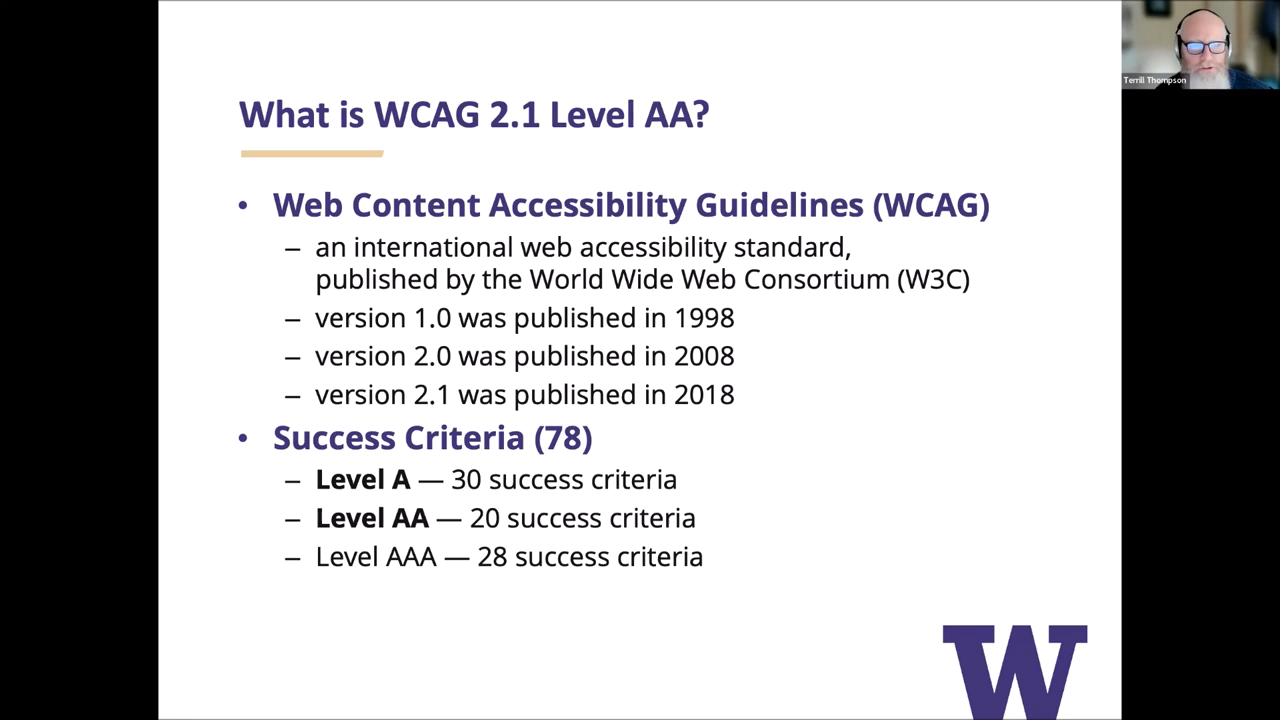 What is WCAG 2.1 Level AA?
• Web Content Accessibility Guidelines (WCAG)
– an international web accessibility standard,
published by the World Wide Web Consortium (W3C)
– version 1.0 was published in 1998
– version 2.0 was published in 2008
– version 2.1 was published in 2018
• Success Criteria (78)
– Level A — 30 success criteria
– Level AA — 20 success criteria
– Level AAA — 28 success criteria
W
Terrill Thompson